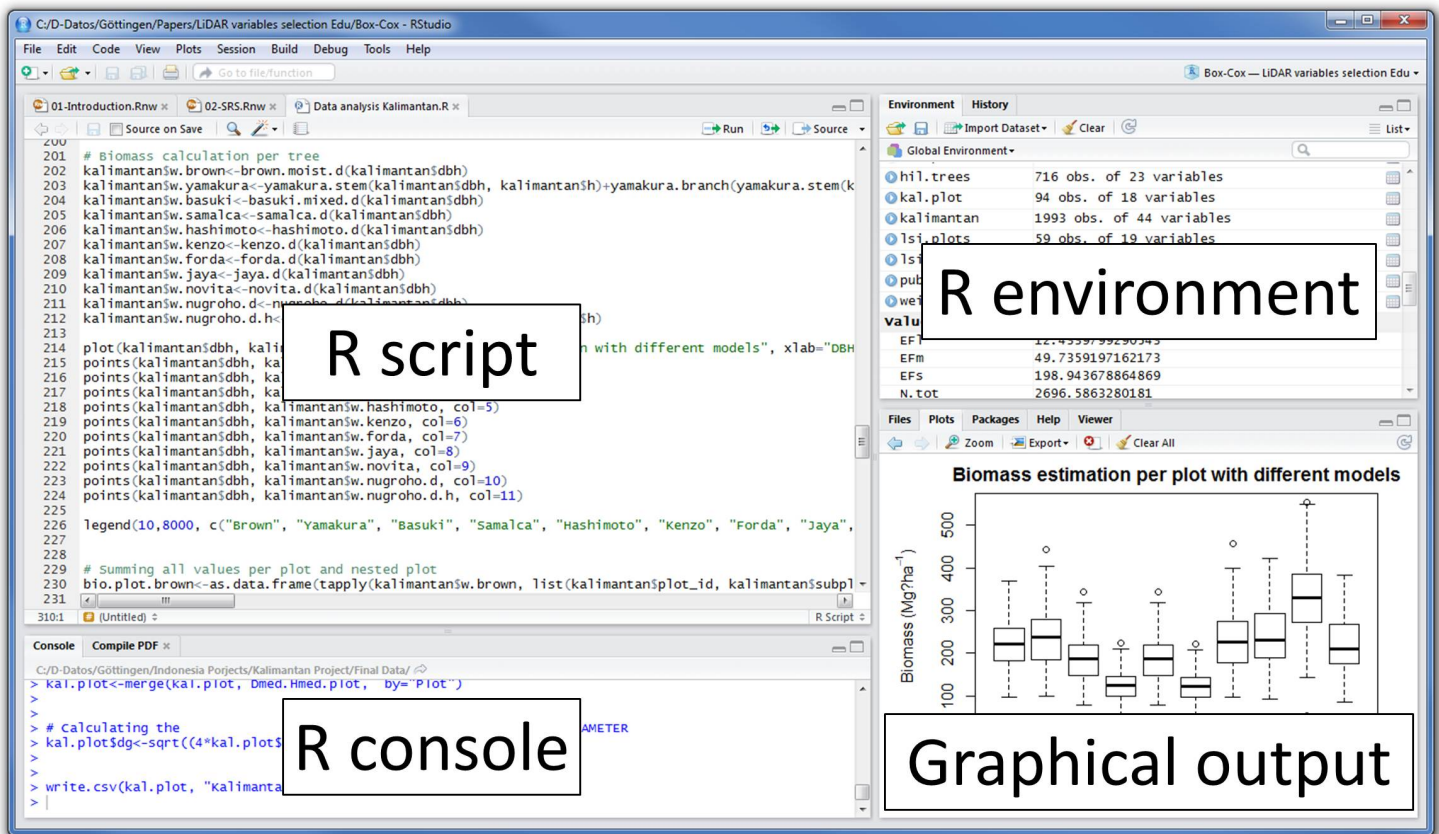 C:/D-Datos/Göttingen/Papers/LiDAR variables selection Edu/Box-Cox - RStudio
File Edit Code View Plots Session Build Debug Tools Help
Go to file/function
Box-Cox — LiDAR variables selection Edu
01-Introduction.Rnw
02-SRS.Rnw
Data analysis Kalimantan.R
Source on Save
Run
Source
200
201 # Biomass calculation per tree
202 kalimantan$w.brown<-brown.moist.d(kalimantan$dbh)
203 kalimantan$w.yamakura<-yamakura.stem(kalimantan$dbh, kalimantan$h)+yamakura.branch(yamakura.stem(k
204 kalimantan$w.basuki<-basuki.mixed.d(kalimantan$dbh)
205 kalimantan$w.samalca<-samalca.d(kalimantan$dbh)
206 kalimantan$w.hashimoto<-hashimoto.d(kalimantan$dbh)
207 kalimantan$w.kenzo<-kenzo.d(kalimantan$dbh)
208 kalimantan$w.forda<-forda.d(kalimantan$dbh)
209 kalimantan$w.jaya<-jaya.d(kalimantan$dbh)
210 kalimantan$w.novita<-novita.d(kalimantan$dbh)
211 kalimantan$w.nugroho.d<-nugroho.d(kalimantan$dbh)
212 kalimantan$w.nugroho.d.h< $h)
213
214 plot(kalimantan$dbh, kali n with different models", xlab="DBH
215 points(kalimantan$dbh, ka
216 points(kalimantan$dbh, ka
217 points(kalimantan$dbh, ka
218 points(kalimantan$dbh, kalimantan$w.hashimoto, col=5)
219 points(kalimantan$dbh, kalimantan$w.kenzo, col=6)
220 points(kalimantan$dbh, kalimantan$w.forda, col=7)
221 points(kalimantan$dbh, kalimantan$w.jaya, col=8)
222 points(kalimantan$dbh, kalimantan$w.novita, col=9)
223 points(kalimantan$dbh, kalimantan$w.nugroho.d, col=10)
224 points(kalimantan$dbh, kalimantan$w.nugroho.d.h, col=11)
225
226 legend(10,8000, c("Brown", "Yamakura", "Basuki", "Samalca", "Hashimoto", "Kenzo", "Forda", "Jaya",
227
228
229 # Summing all values per plot and nested plot
230 bio.plot.brown<-as.data.frame(tapply(kalimantan$w.brown, list(kalimantan$plot_id, kalimantan$subpl
231
310:1 (Untitled) R Script
R script
Console Compile PDF
C:/D-Datos/Göttingen/Indonesia Porjects/Kalimantan Project/Final Data/
> kal.plot<-merge(kal.plot, Dmed.Hmed.plot, by="Plot")
>
>
> # Calculating the AMETER
> kal.plot$dg<-sqrt((4*kal.plot$
>
>
> write.csv(kal.plot, "Kalimanta
>
R console
Environment History
Import Dataset Clear List
Global Environment
hil.trees 716 obs. of 23 variables
kal.plot 94 obs. of 18 variables
kalimantan 1993 obs. of 44 variables
lsi.plots 59 obs. of 19 variables
lsi
pub
wei
Valu
EFm 49.7359197162173
EFs 198.943678864869
N.tot 2696.5863280181
R environment
Files Plots Packages Help Viewer
Zoom Export Clear All
Biomass estimation per plot with different models
Biomass (Mg?ha⁻¹)
500
400
300
200
100
Graphical output